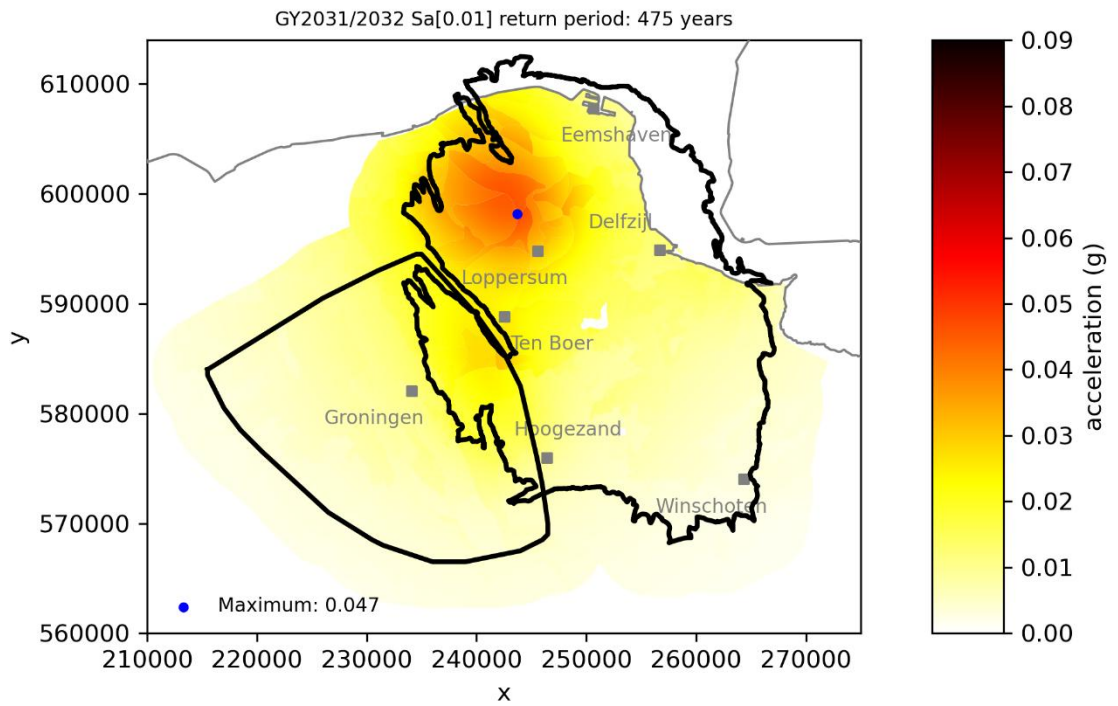 GY2031/2032 Sa[0.01] return period: 475 years
610000
600000
590000
580000
570000
560000
y
210000 220000 230000 240000 250000 260000 270000
x
Eemshaven
Delfzijl
Loppersum
Ten Boer
Groningen
Hoogezand
Winschoten
Maximum: 0.047
0.09
0.08
0.07
0.06
0.05
0.04
0.03
0.02
0.01
0.00
acceleration (g)